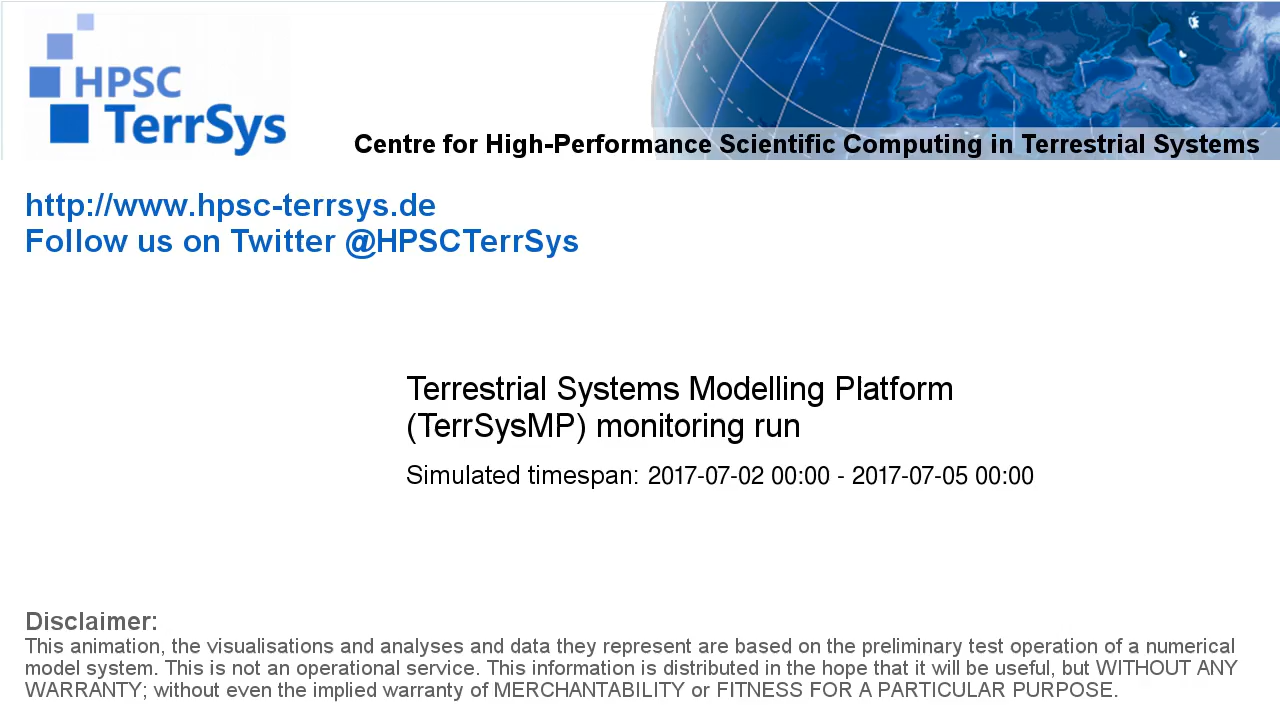 HPSC
TerrSys
Centre for High-Performance Scientific Computing in Terrestrial Systems
http://www.hpsc-terrsys.de
Follow us on Twitter @HPSCTerrSys
Terrestrial Systems Modelling Platform
(TerrSysMP) monitoring run
Simulated timespan: 2017-07-02 00:00 - 2017-07-05 00:00
Disclaimer:
This animation, the visualisations and analyses and data they represent are based on the preliminary test operation of a numerical
model system. This is not an operational service. This information is distributed in the hope that it will be useful, but WITHOUT ANY
WARRANTY; without even the implied warranty of MERCHANTABILITY or FITNESS FOR A PARTICULAR PURPOSE.